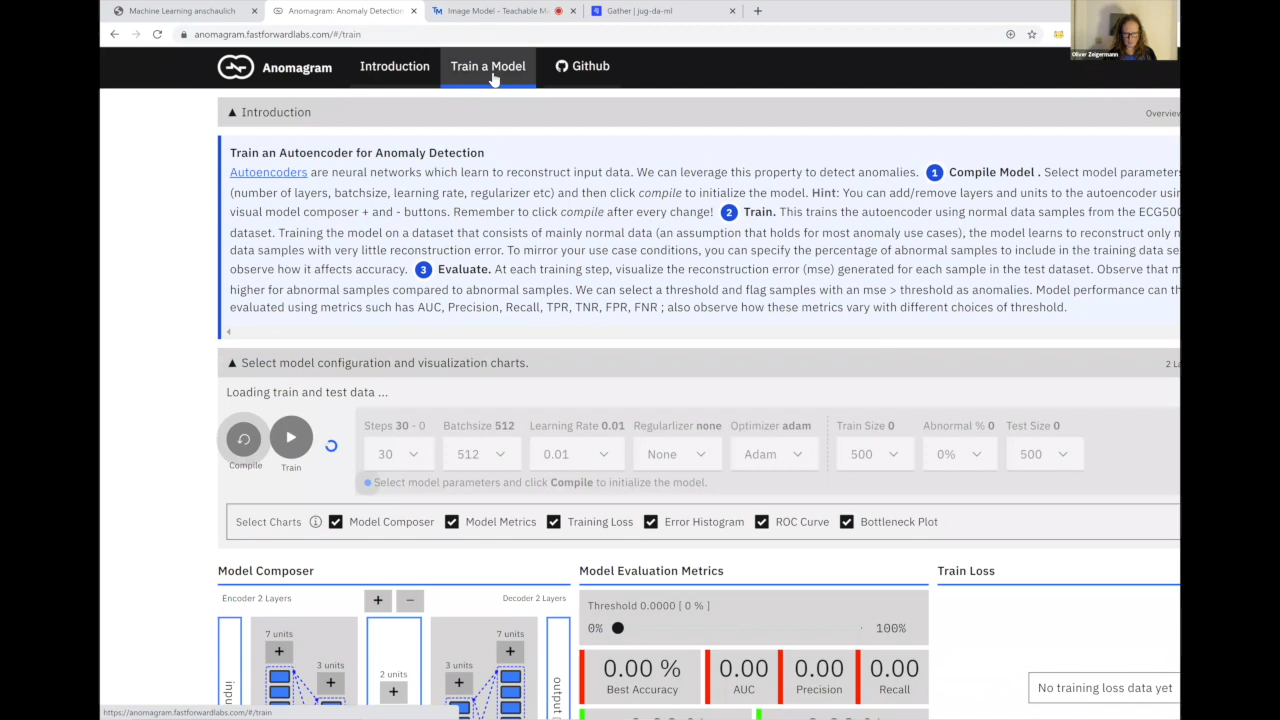 Machine Learning anschaulich
Anomagram: Anomaly Detection
Image Model - Teachable M
Gather | jug-da-ml
anomagram.fastforwardlabs.com/#/train
Oliver Zeigermann
Anomagram
Introduction
Train a Model
Github
▲ Introduction
Overview
Train an Autoencoder for Anomaly Detection
Autoencoders are neural networks which learn to reconstruct input data. We can leverage this property to detect anomalies. 1 Compile Model . Select model parameters
(number of layers, batchsize, learning rate, regularizer etc) and then click compile to initialize the model. Hint: You can add/remove layers and units to the autoencoder using
visual model composer + and - buttons. Remember to click compile after every change! 2 Train. This trains the autoencoder using normal data samples from the ECG500
dataset. Training the model on a dataset that consists of mainly normal data (an assumption that holds for most anomaly use cases), the model learns to reconstruct only n
data samples with very little reconstruction error. To mirror your use case conditions, you can specify the percentage of abnormal samples to include in the training data se
observe how it affects accuracy. 3 Evaluate. At each training step, visualize the reconstruction error (mse) generated for each sample in the test dataset. Observe that m
higher for abnormal samples compared to abnormal samples. We can select a threshold and flag samples with an mse > threshold as anomalies. Model performance can th
evaluated using metrics such has AUC, Precision, Recall, TPR, TNR, FPR, FNR ; also observe how these metrics vary with different choices of threshold.
▲ Select model configuration and visualization charts.
2 La
Loading train and test data ...
Compile
Train
Steps 30 - 0
Batchsize 512
Learning Rate 0.01
Regularlizer none
Optimizer adam
Train Size 0
Abnormal % 0
Test Size 0
30
512
0.01
None
Adam
500
0%
500
Select model parameters and click Compile to initialize the model.
Select Charts
Model Composer
Model Metrics
Training Loss
Error Histogram
ROC Curve
Bottleneck Plot
Model Composer
Model Evaluation Metrics
Train Loss
Encoder 2 Layers
+
−
Decoder 2 Layers
Threshold 0.0000 [ 0 % ]
0%
100%
7 units
+
3 units
+
2 units
+
3 units
+
7 units
+
0.00 %
Best Accuracy
0.00
AUC
0.00
Precision
0.00
Recall
No training loss data yet
https://anomagram.fastforwardlabs.com/#/train